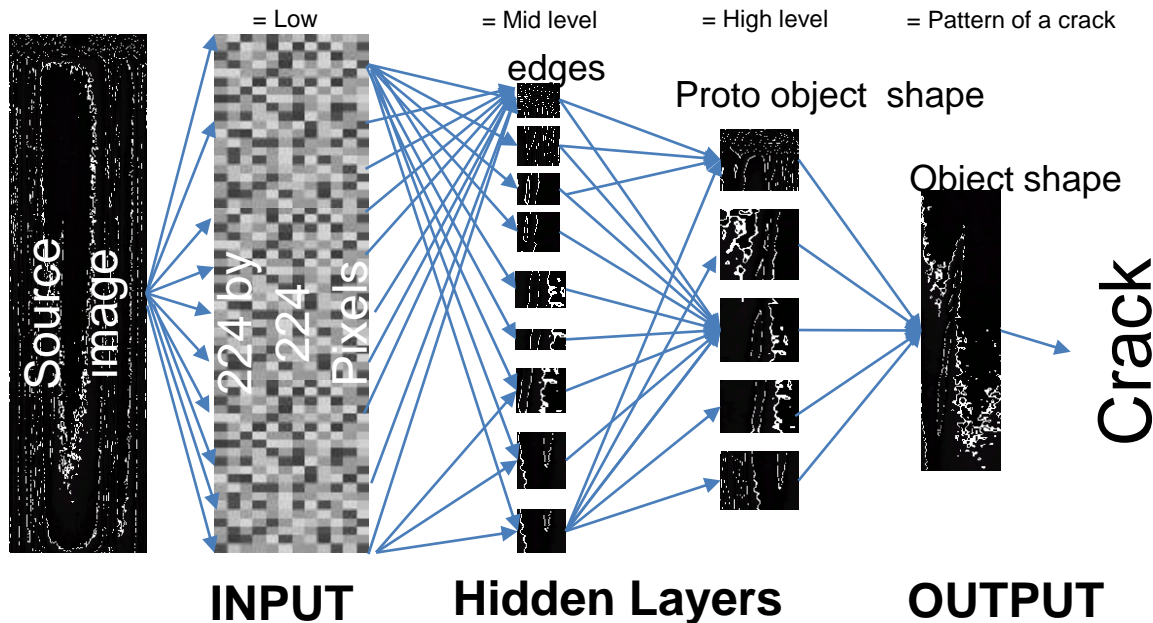 = Low
= Mid level
= High level
= Pattern of a crack
edges
Proto object shape
Object shape
Source
image
224 by
224
Pixels
Crack
INPUT
Hidden Layers
OUTPUT